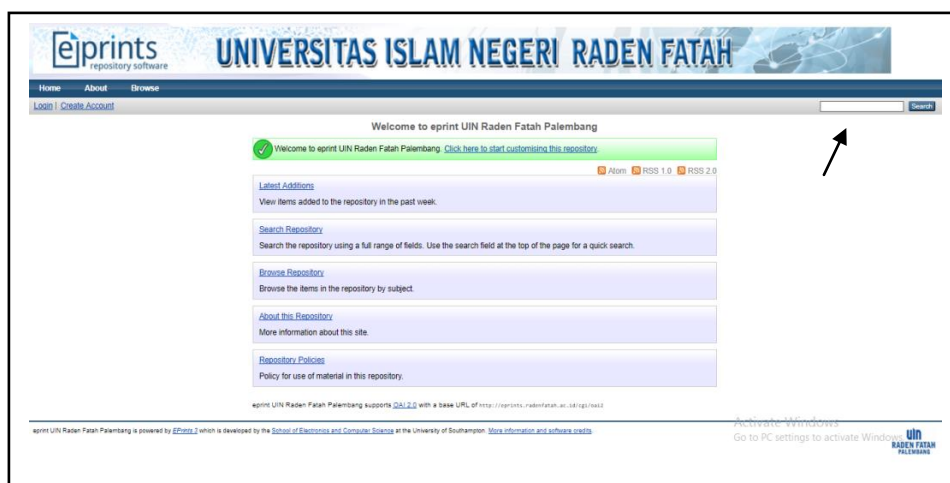 eprints
repository software
UNIVERSITAS ISLAM NEGERI RADEN FATAH
Home About Browse
Login | Create Account
Search
Welcome to eprint UIN Raden Fatah Palembang
Welcome to eprint UIN Raden Fatah Palembang. Click here to start customising this repository.
Atom RSS 1.0 RSS 2.0
Latest Additions
View items added to the repository in the past week.
Search Repository
Search the repository using a full range of fields. Use the search field at the top of the page for a quick search.
Browse Repository
Browse the items in the repository by subject.
About this Repository
More information about this site.
Repository Policies
Policy for use of material in this repository.
eprint UIN Raden Fatah Palembang supports OAI 2.0 with a base URL of http://eprints.radenfatah.ac.id/cgi/oai2
eprint UIN Raden Fatah Palembang is powered by EPrints 3 which is developed by the School of Electronics and Computer Science at the University of Southampton. More information and software credits.
Activate Windows
Go to PC settings to activate Windows.
UIN
RADEN FATAH
PALEMBANG